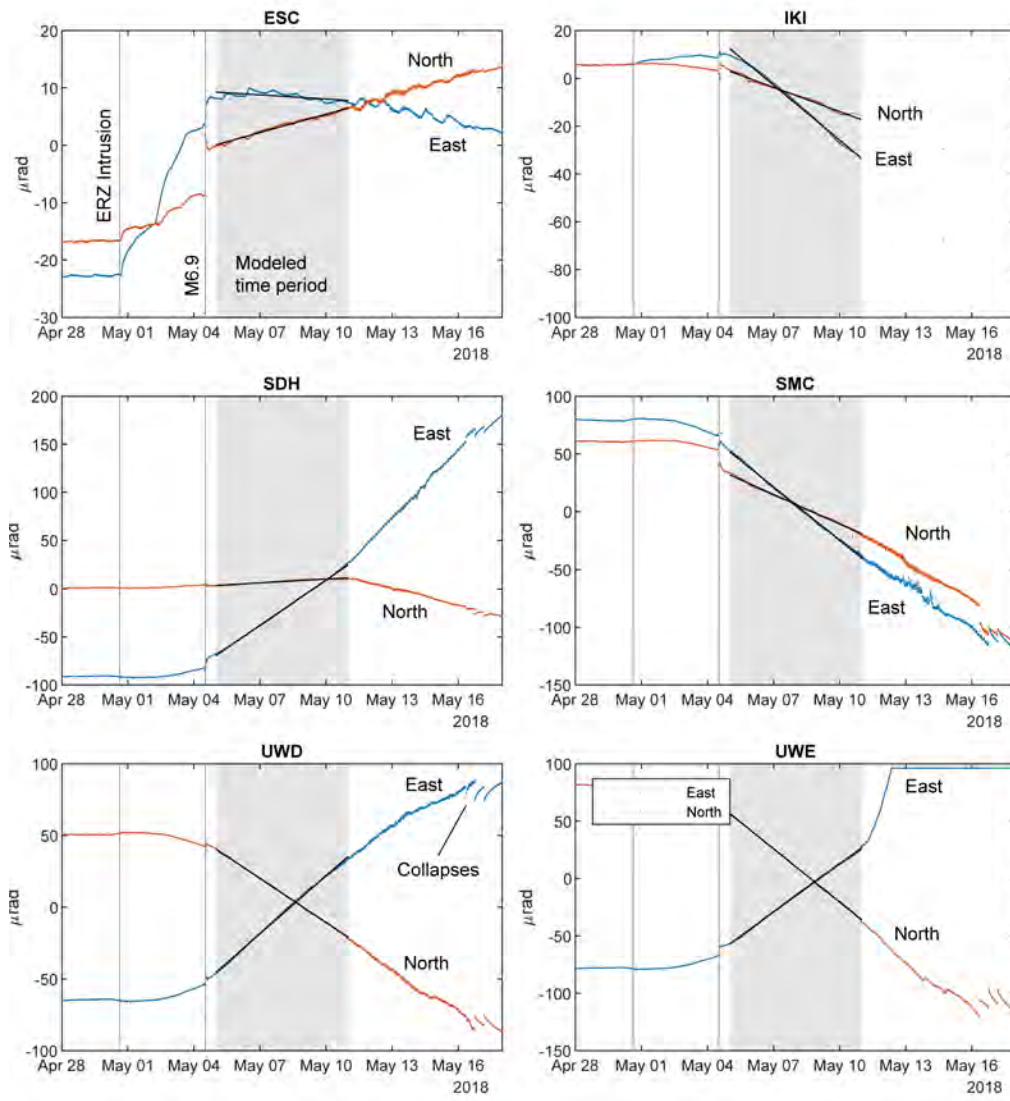 ESC
20
10
0
-10
-20
-30
μrad
North
East
ERZ Intrusion
M6.9
Modeled
time period
Apr 28 May 01 May 04 May 07 May 10 May 13 May 16
2018
IKI
20
0
-20
-40
-60
-80
-100
μrad
North
East
Apr 28 May 01 May 04 May 07 May 10 May 13 May 16
2018
SDH
200
150
100
50
0
-50
-100
μrad
East
North
Apr 28 May 01 May 04 May 07 May 10 May 13 May 16
2018
SMC
100
50
0
-50
-100
-150
μrad
North
East
Apr 28 May 01 May 04 May 07 May 10 May 13 May 16
2018
UWD
100
50
0
-50
-100
μrad
East
Collapses
North
Apr 28 May 01 May 04 May 07 May 10 May 13 May 16
2018
UWE
100
50
0
-50
-100
-150
μrad
East
North
East
North
Apr 28 May 01 May 04 May 07 May 10 May 13 May 16
2018